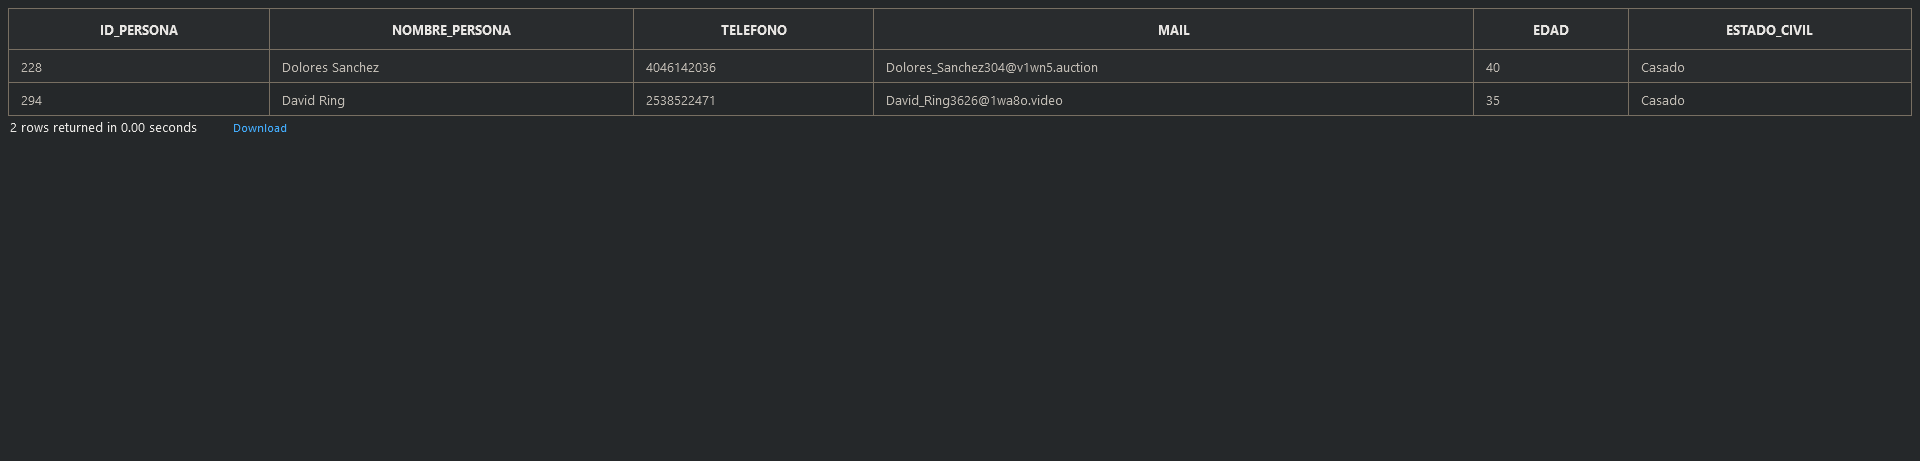 ID_PERSONA NOMBRE_PERSONA TELEFONO MAIL EDAD ESTADO_CIVIL
228 Dolores Sanchez 4046142036 Dolores_Sanchez304@v1wn5.auction 40 Casado
294 David Ring 2538522471 David_Ring3626@1wa8o.video 35 Casado
2 rows returned in 0.00 seconds Download